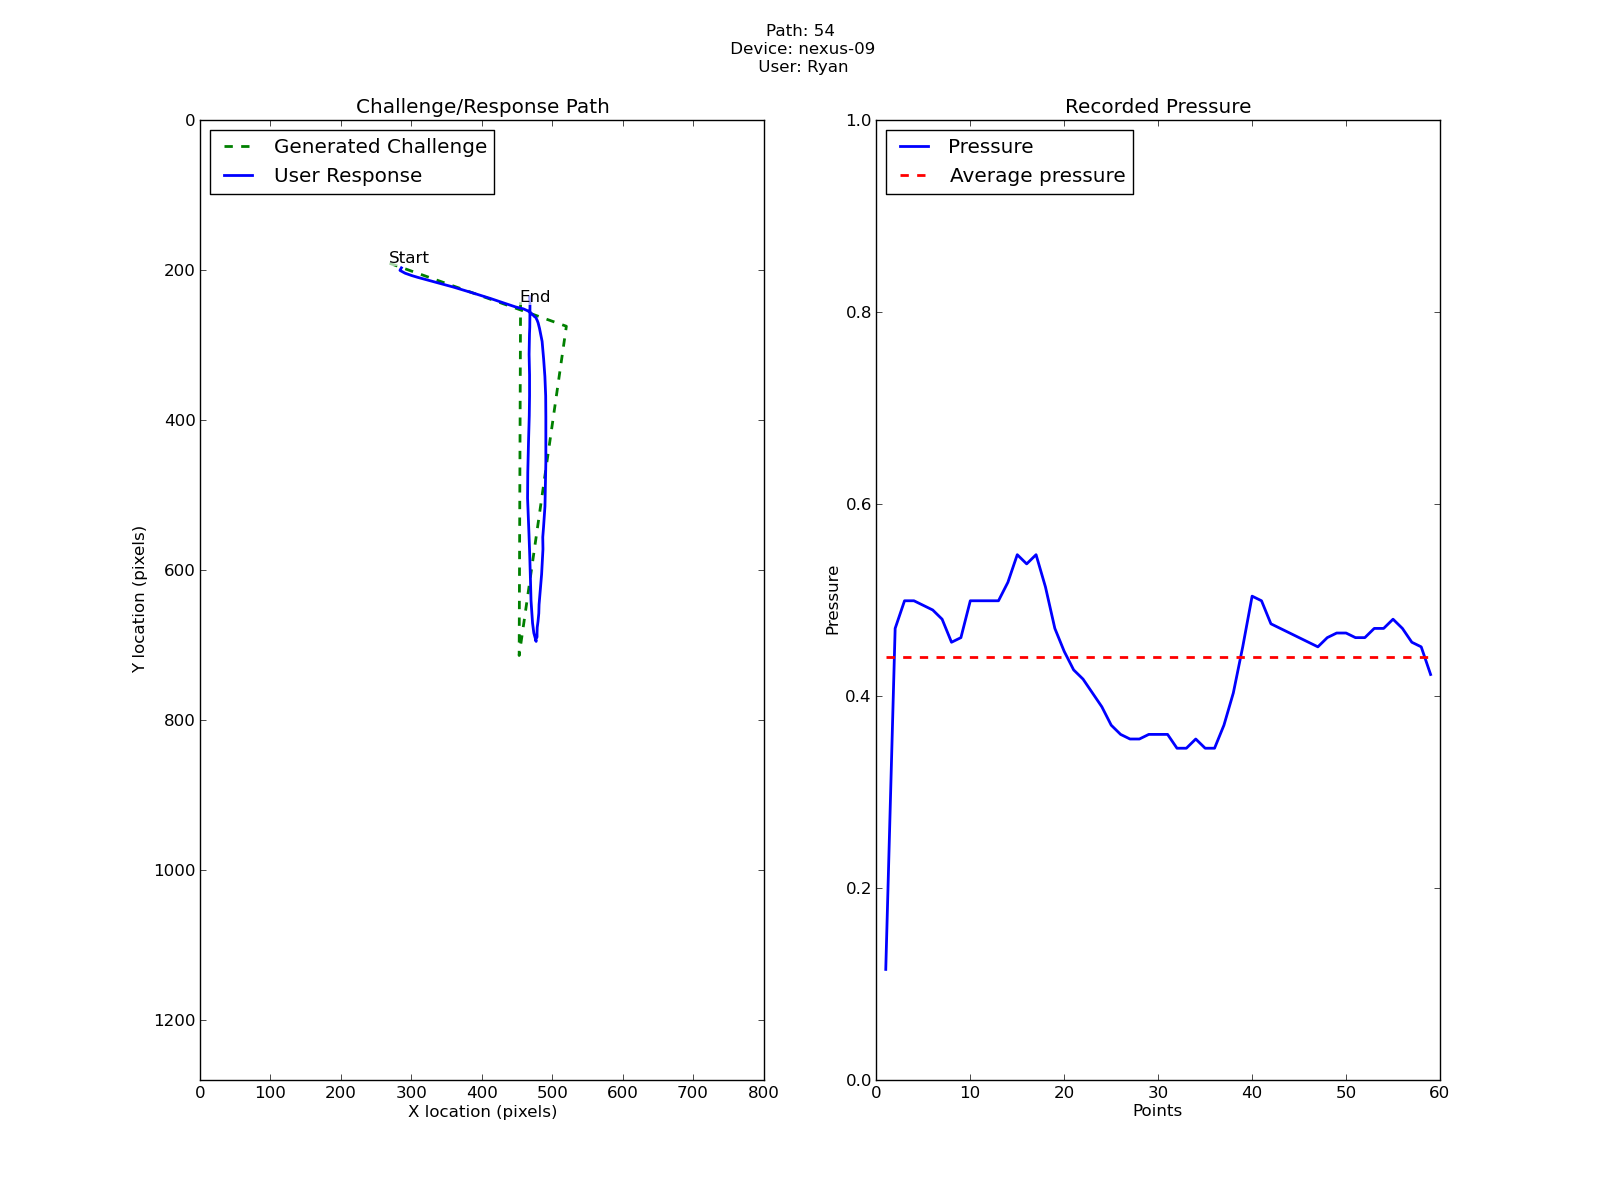 Path: 54
Device: nexus-09
User: Ryan
Challenge/Response Path
Generated Challenge
User Response
Start
End
0
200
400
600
800
1000
1200
Y location (pixels)
0 100 200 300 400 500 600 700 800
X location (pixels)
Recorded Pressure
Pressure
Average pressure
1.0
0.8
0.6
0.4
0.2
0.0
Pressure
0 10 20 30 40 50 60
Points